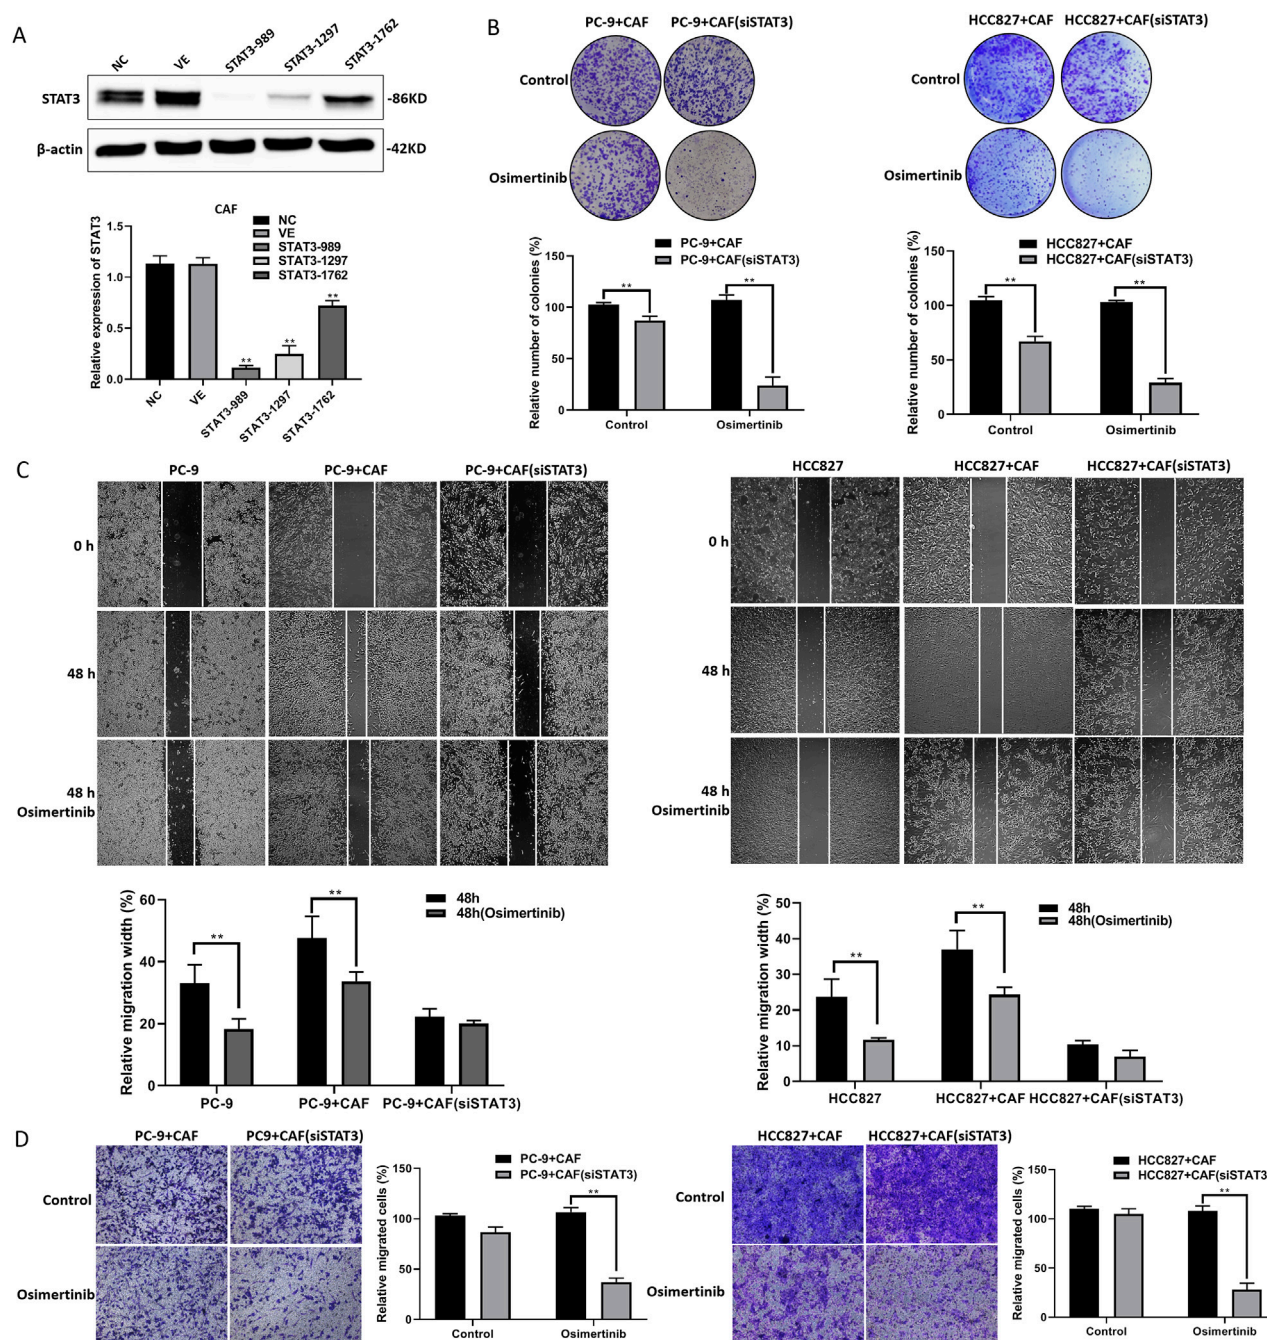 A
NC
VE
STAT3-989
STAT3-1297
STAT3-1762
STAT3
-86KD
β-actin
-42KD
CAF
Relative expression of STAT3
1.5
1.0
0.5
0.0
NC
VE
STAT3-989
STAT3-1297
STAT3-1762
**
**
**
NC
VE
STAT3-989
STAT3-1297
STAT3-1762
B
PC-9+CAF
PC-9+CAF(siSTAT3)
Control
Osimertinib
PC-9+CAF
PC-9+CAF(siSTAT3)
Relative number of colonies (%)
150
100
50
0
**
**
Control
Osimertinib
HCC827+CAF
HCC827+CAF(siSTAT3)
Control
Osimertinib
HCC827+CAF
HCC827+CAF(siSTAT3)
Relative number of colonies (%)
150
100
50
0
**
**
Control
Osimertinib
C
PC-9
PC-9+CAF
PC-9+CAF(siSTAT3)
0 h
48 h
48 h
Osimertinib
Relative migration width (%)
60
40
20
0
**
**
48h
48h(Osimertinib)
PC-9
PC-9+CAF
PC-9+CAF(siSTAT3)
HCC827
HCC827+CAF
HCC827+CAF(siSTAT3)
0 h
48 h
48 h
Osimertinib
Relative migration width (%)
50
40
30
20
10
0
**
**
48h
48h(Osimertinib)
HCC827
HCC827+CAF
HCC827+CAF(siSTAT3)
D
PC-9+CAF
PC9+CAF(siSTAT3)
Control
Osimertinib
PC-9+CAF
PC-9+CAF(siSTAT3)
Relative migrated cells (%)
150
100
50
0
**
Control
Osimertinib
HCC827+CAF
HCC827+CAF(siSTAT3)
Control
Osimertinib
HCC827+CAF
HCC827+CAF(siSTAT3
Relative migrated cells (%)
150
100
50
0
**
Control
Osimertinib